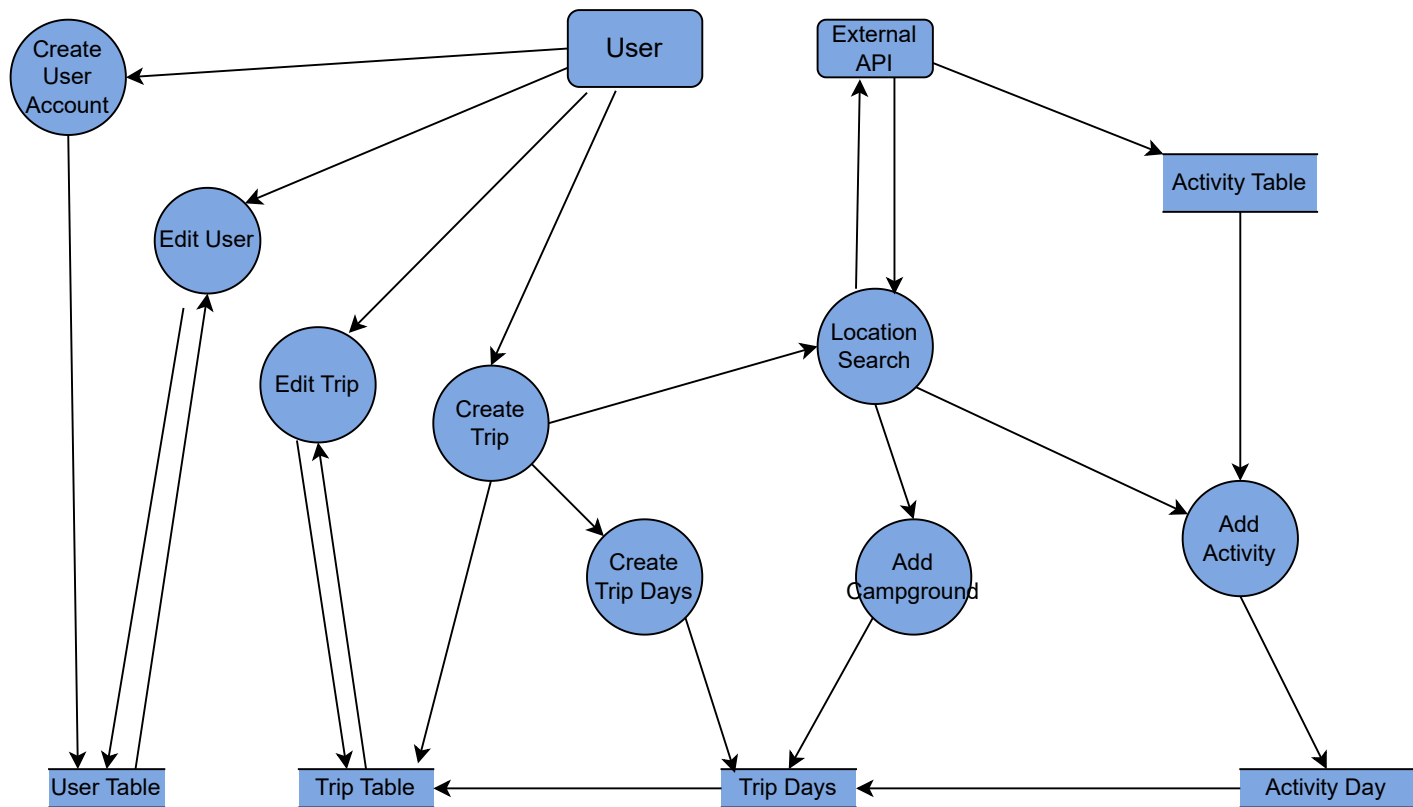 Create
User
Account
User
External
API
Activity Table
Edit User
Location
Search
Edit Trip
Create
Trip
Add
Activity
Create
Trip Days
Add
Campground
User Table
Trip Table
Trip Days
Activity Day